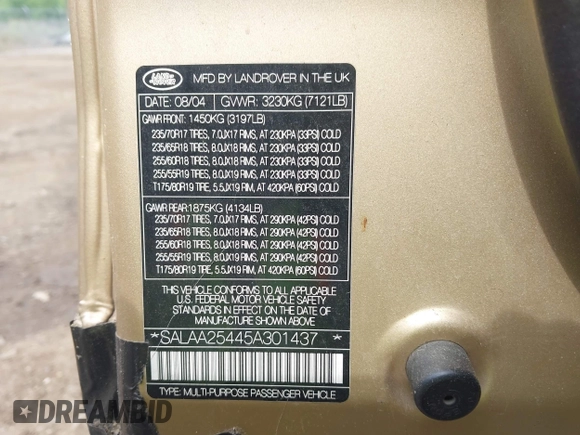 LAND ROVER
MFD BY LANDROVER IN THE UK
DATE: 08/04 GVWR: 3230KG (7121LB)
GAWR FRONT: 1450KG (3197LB)
235/70R17 TIRES, 7.0JX17 RIMS, AT 230KPA (33PSI) COLD
235/65R18 TIRES, 8.0JX18 RIMS, AT 230KPA (33PSI) COLD
255/60R18 TIRES, 8.0JX18 RIMS, AT 230KPA (33PSI) COLD
255/55R19 TIRES, 8.0JX19 RIMS, AT 230KPA (33PSI) COLD
T175/80R19 TIRE, 5.5JX19 RIM, AT 420KPA (60PSI) COLD
GAWR REAR: 1875KG (4134LB)
235/70R17 TIRES, 7.0JX17 RIMS, AT 290KPA (42PSI) COLD
235/65R18 TIRES, 8.0JX18 RIMS, AT 290KPA (42PSI) COLD
255/60R18 TIRES, 8.0JX18 RIMS, AT 290KPA (42PSI) COLD
255/55R19 TIRES, 8.0JX19 RIMS, AT 290KPA (42PSI) COLD
T175/80R19 TIRE, 5.5JX19 RIM, AT 420KPA (60PSI) COLD
THIS VEHICLE CONFORMS TO ALL APPLICABLE
U.S. FEDERAL MOTOR VEHICLE SAFETY
STANDARDS IN EFFECT ON THE DATE OF
MANUFACTURE SHOWN ABOVE.
*SALAA25445A301437*
TYPE: MULTI-PURPOSE PASSENGER VEHICLE
DREAMBID